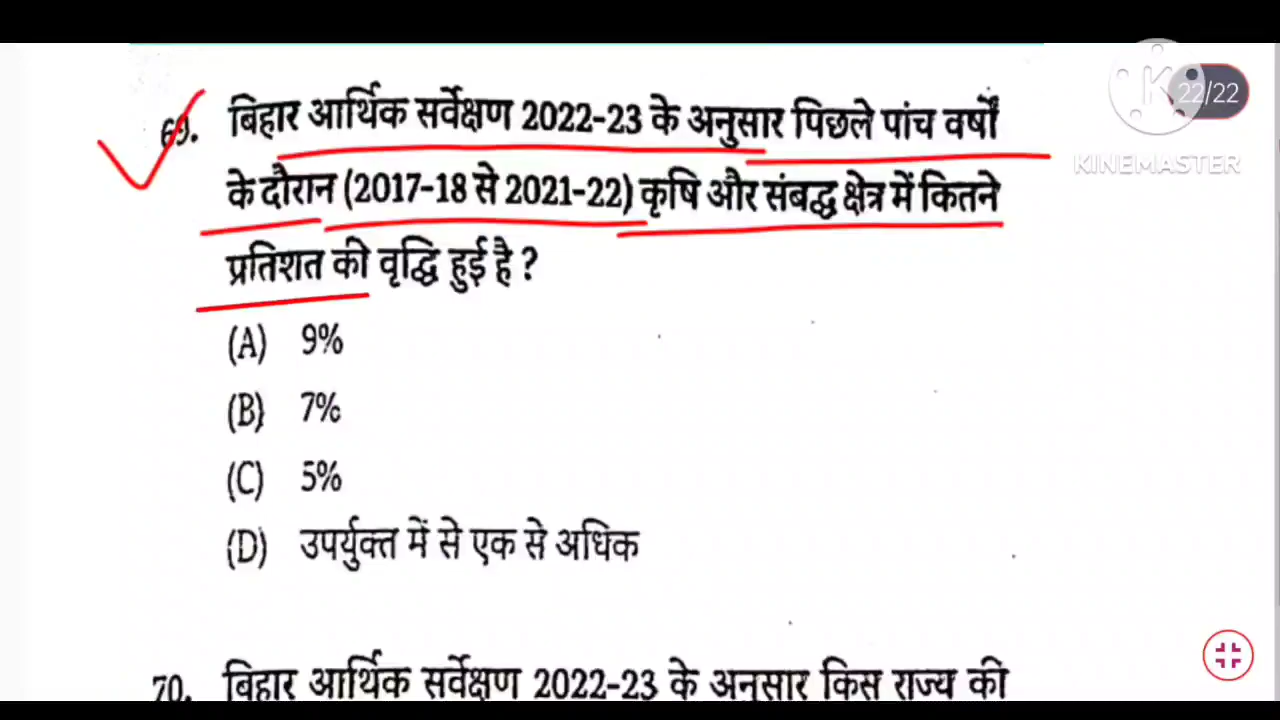 22/22
KINEMASTER
69. बिहार आर्थिक सर्वेक्षण 2022-23 के अनुसार पिछले पांच वर्षों
के दौरान (2017-18 से 2021-22) कृषि और संबद्ध क्षेत्र में कितने
प्रतिशत की वृद्धि हुई है ?
(A) 9%
(B) 7%
(C) 5%
(D) उपर्युक्त में से एक से अधिक
70. बिहार आर्थिक सर्वेक्षण 2022-23 के अनुसार किस राज्य की